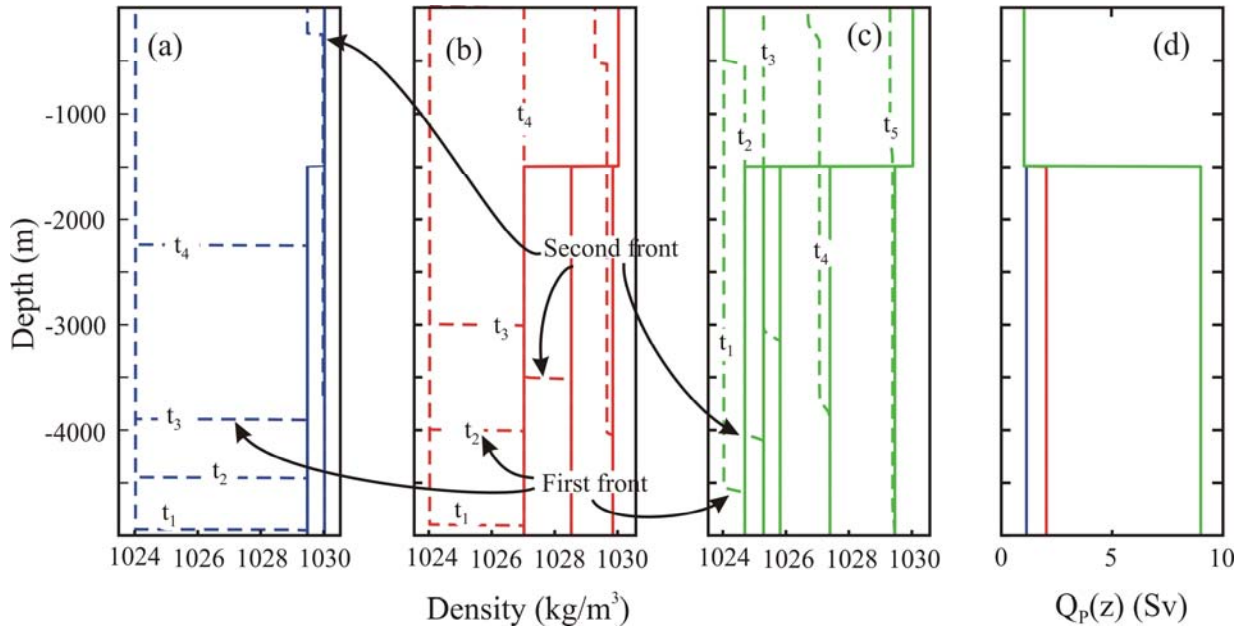 (a)
(b)
(c)
(d)
t₃
t₄
t₂
t₅
-1000
-2000
-3000
-4000
Depth (m)
t₄
Second front
t₄
t₃
t₁
t₃
t₂
t₂
First front
t₁
t₁
1024 1026 1028 1030
1024 1026 1028 1030
1024 1026 1028 1030
0 5 10
Density (kg/m³)
Q_P(z) (Sv)